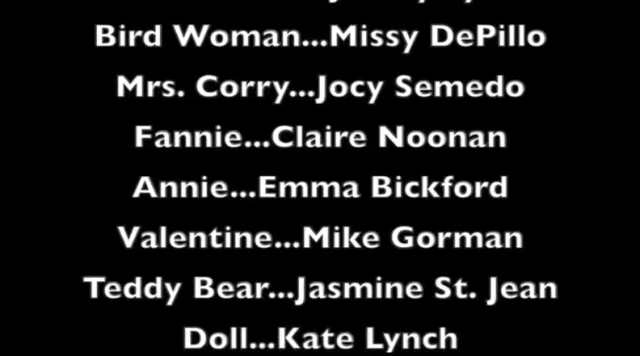 Bird Woman...Missy DePillo
Mrs. Corry...Jocy Semedo
Fannie...Claire Noonan
Annie...Emma Bickford
Valentine...Mike Gorman
Teddy Bear...Jasmine St. Jean
Doll...Kate Lynch